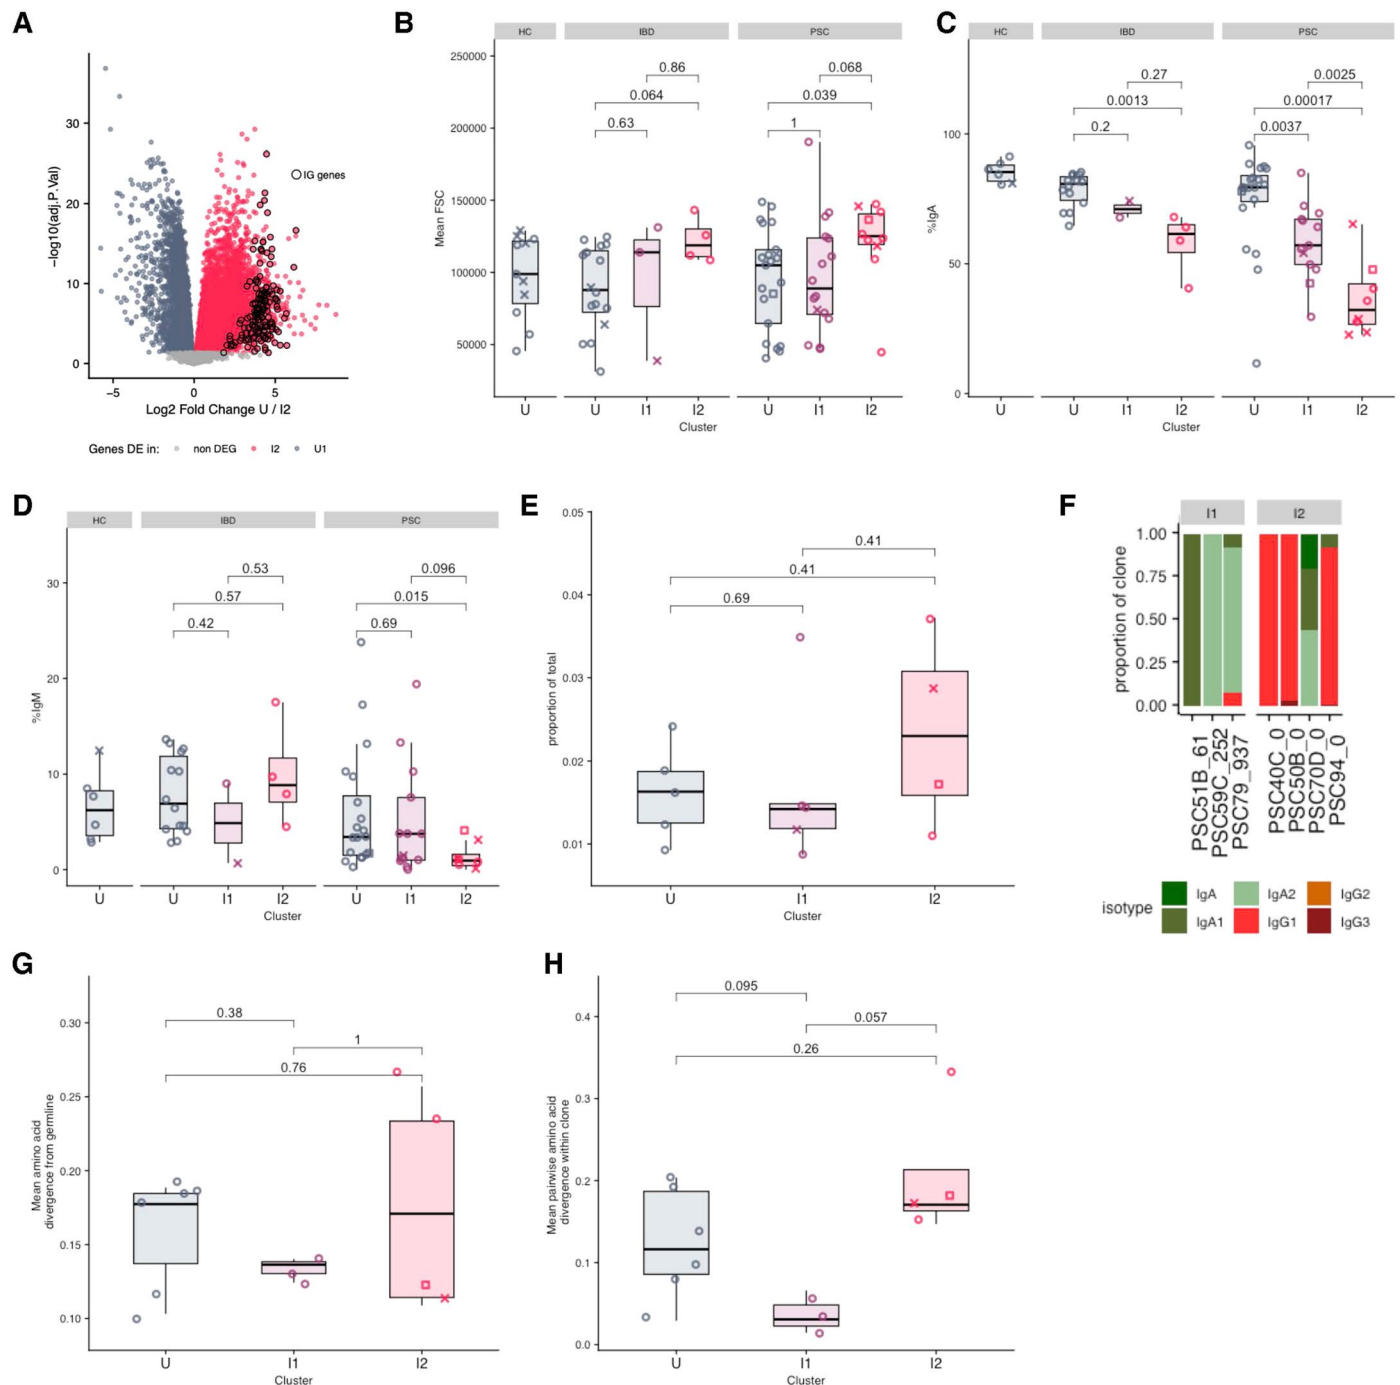 A
−log10(adj.P.Val)
30
20
10
0
IG genes
−5
0
5
Log2 Fold Change U / I2
Genes DE in:
non DEG
I2
U1
B
HC
IBD
PSC
Mean FSC
250000
200000
150000
100000
50000
0.86
0.064
0.63
0.068
0.039
1
U
U
I1
I2
U
I1
I2
Cluster
C
HC
IBD
PSC
%IgA
100
50
0
0.27
0.0013
0.2
0.0025
0.00017
0.0037
U
U
I1
I2
U
I1
I2
Cluster
D
HC
IBD
PSC
%IgM
30
20
10
0
0.53
0.57
0.42
0.096
0.015
0.69
U
U
I1
I2
U
I1
I2
Cluster
E
proportion of total
0.05
0.04
0.03
0.02
0.01
0.41
0.41
0.69
U
I1
I2
Cluster
F
I1
I2
proportion of clone
1.00
0.75
0.50
0.25
0.00
PSC51B_61
PSC59C_252
PSC79_937
PSC40C_0
PSC50B_0
PSC70D_0
PSC94_0
isotype
IgA
IgA2
IgG2
IgA1
IgG1
IgG3
G
Mean amino acid
divergence from germline
0.30
0.25
0.20
0.15
0.10
0.38
1
0.76
U
I1
I2
Cluster
H
Mean pairwise amino acid
divergence within clone
0.4
0.3
0.2
0.1
0.0
0.095
0.057
0.26
U
I1
I2
Cluster